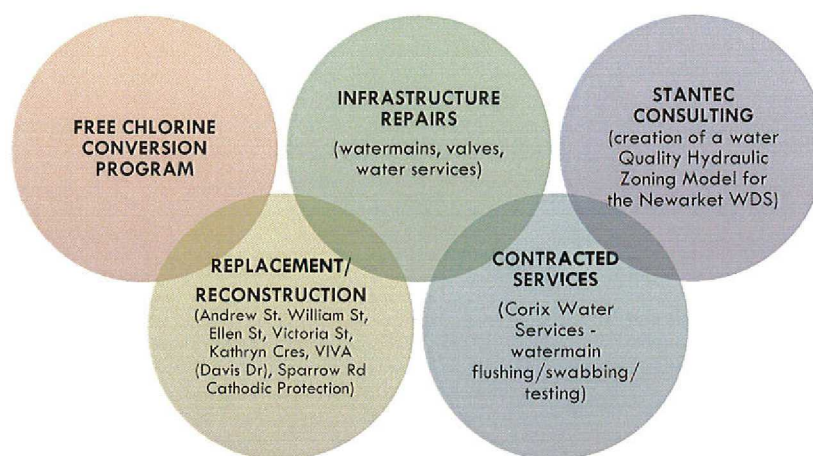 FREE CHLORINE
CONVERSION
PROGRAM
INFRASTRUCTURE
REPAIRS
(watermains, valves,
water services)
STANTEC
CONSULTING
(creation of a water
Quality Hydraulic
Zoning Model for
the Newarket WDS)
REPLACEMENT/
RECONSTRUCTION
(Andrew St. William St,
Ellen St, Victoria St,
Kathryn Cres, VIVA
(Davis Dr), Sparrow Rd
Cathodic Protection)
CONTRACTED
SERVICES
(Corix Water
Services -
watermain
flushing/swabbing/
testing)